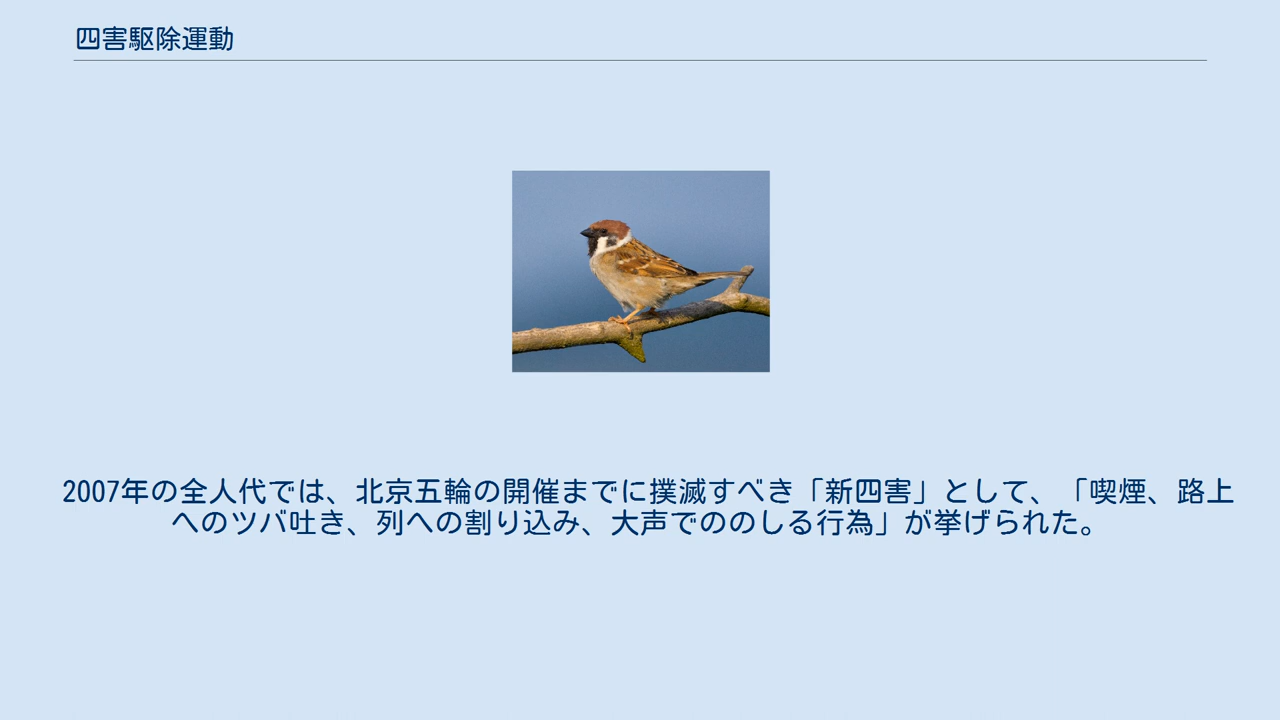 四害駆除運動
2007年の全人代では、北京五輪の開催までに撲滅すべき「新四害」として、「喫煙、路上
へのツバ吐き、列への割り込み、大声でののしる行為」が挙げられた。